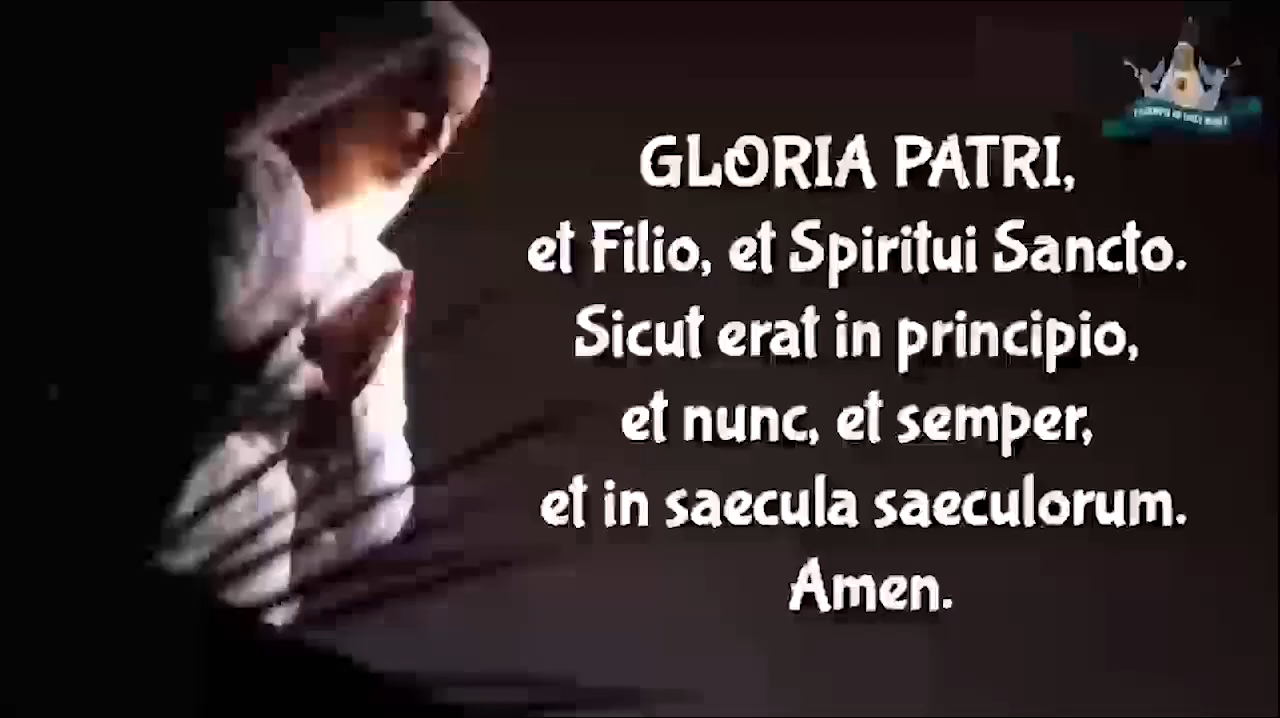 GLORIA PATRI,
et Filio, et Spiritui Sancto.
Sicut erat in principio,
et nunc, et semper,
et in saecula saeculorum.
Amen.